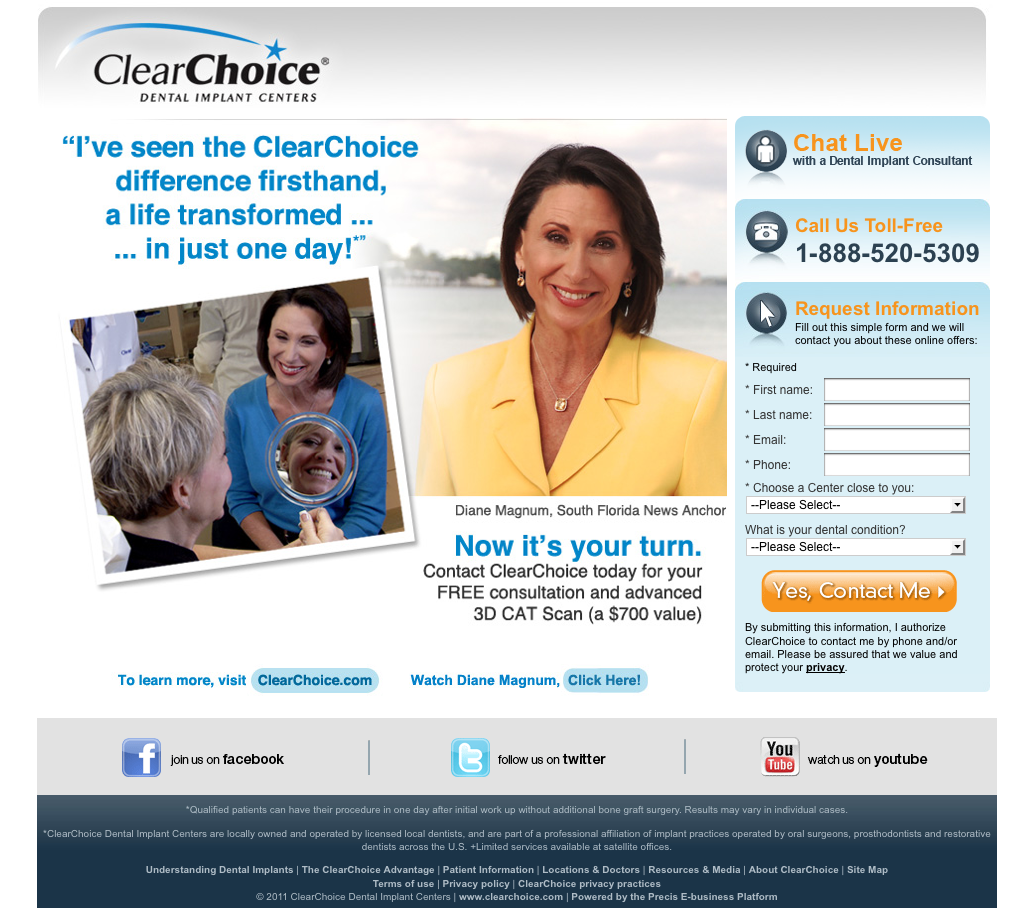 ClearChoice®
DENTAL IMPLANT CENTERS
“I’ve seen the ClearChoice
difference firsthand,
a life transformed ...
... in just one day!*”
Diane Magnum, South Florida News Anchor
Now it’s your turn.
Contact ClearChoice today for your
FREE consultation and advanced
3D CAT Scan (a $700 value)
To learn more, visit ClearChoice.com
Watch Diane Magnum, Click Here!
Chat Live
with a Dental Implant Consultant
Call Us Toll-Free
1-888-520-5309
Request Information
Fill out this simple form and we will
contact you about these online offers:
* Required
* First name:
* Last name:
* Email:
* Phone:
* Choose a Center close to you:
--Please Select--
What is your dental condition?
--Please Select--
Yes, Contact Me
By submitting this information, I authorize
ClearChoice to contact me by phone and/or
email. Please be assured that we value and
protect your privacy.
f join us on facebook
t follow us on twitter
You
Tube watch us on youtube
*Qualified patients can have their procedure in one day after initial work up without additional bone graft surgery. Results may vary in individual cases.
*ClearChoice Dental Implant Centers are locally owned and operated by licensed local dentists, and are part of a professional affiliation of implant practices operated by oral surgeons, prosthodontists and restorative
dentists across the U.S. +Limited services available at satellite offices.
Understanding Dental Implants | The ClearChoice Advantage | Patient Information | Locations & Doctors | Resources & Media | About ClearChoice | Site Map
Terms of use | Privacy policy | ClearChoice privacy practices
© 2011 ClearChoice Dental Implant Centers | www.clearchoice.com | Powered by the Precis E-business Platform